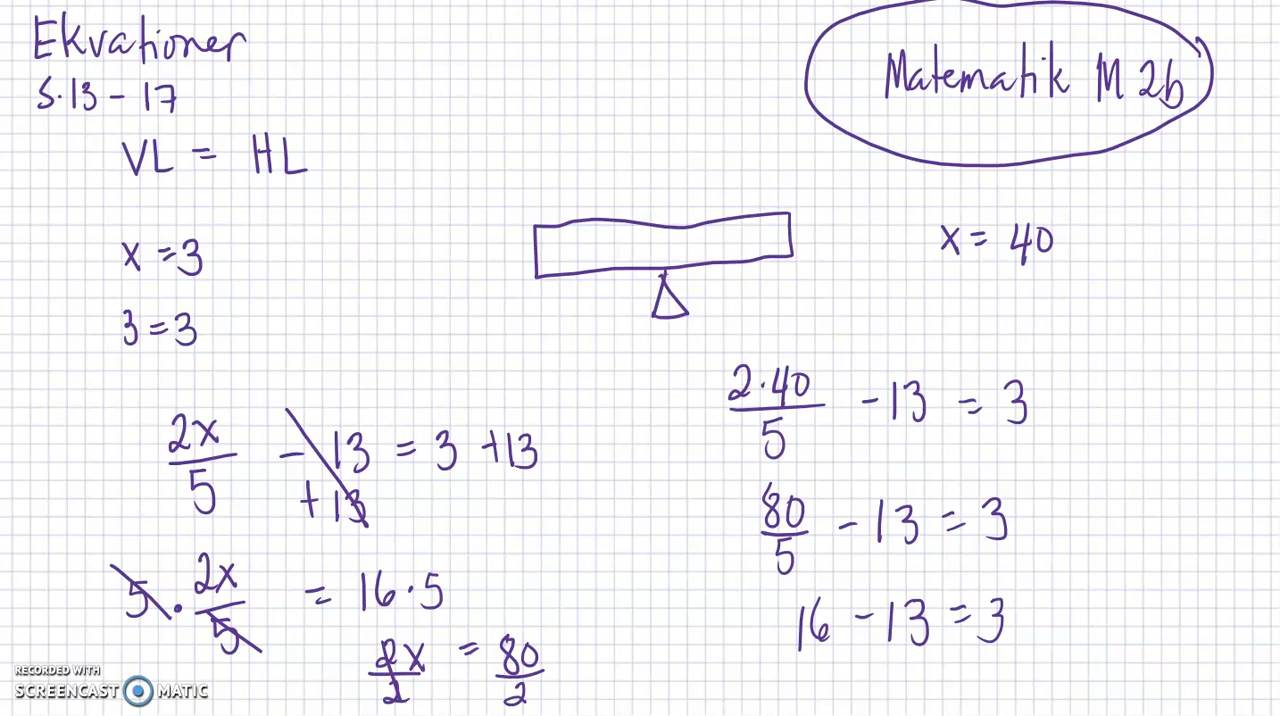 Ekvationer
S.13 - 17
Matematik M 2b
VL = HL
x = 3
3 = 3
x = 40
2x/5 - 13 = 3 + 13
+ 13
5 · 2x/5 = 16 · 5
2x/2 = 80/2
2·40/5 - 13 = 3
80/5 - 13 = 3
16 - 13 = 3
RECORDED WITH
SCREENCAST MATIC